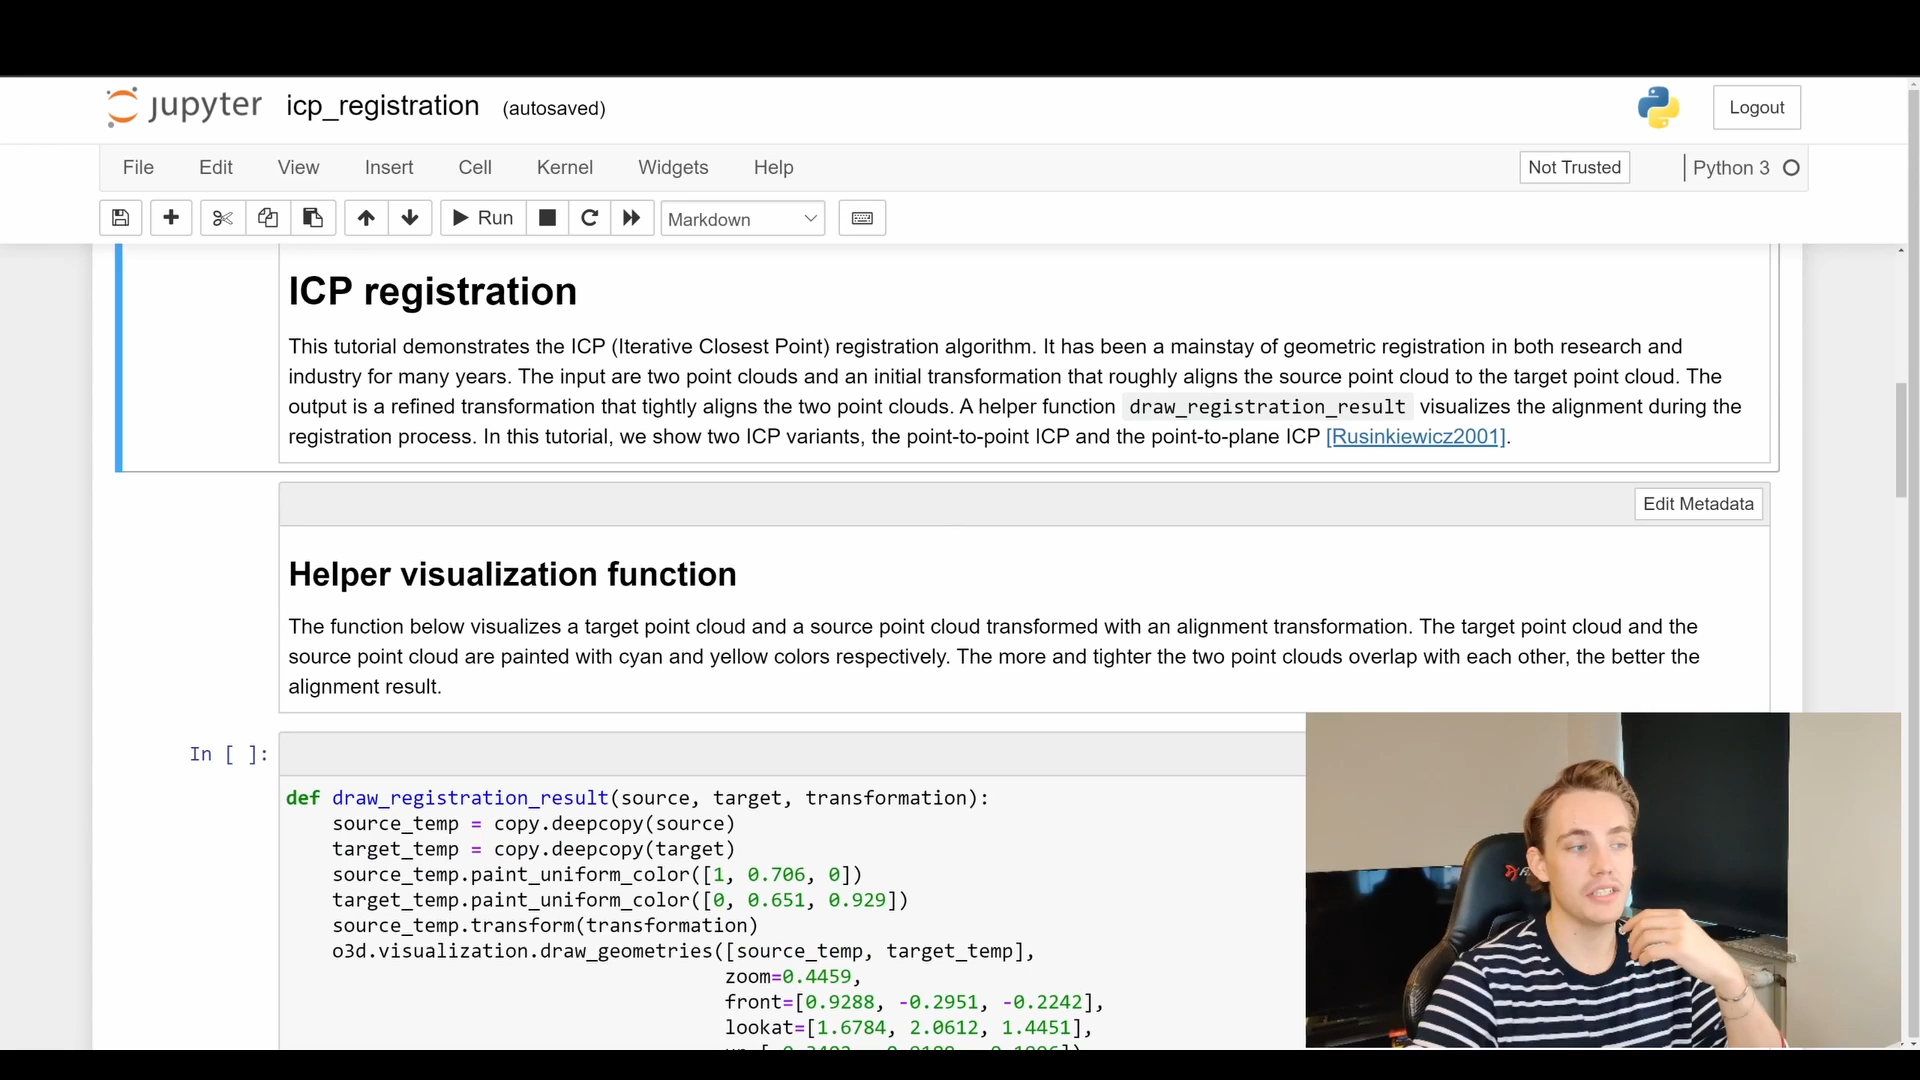 jupyter icp_registration (autosaved) Logout
File Edit View Insert Cell Kernel Widgets Help Not Trusted Python 3
Run Markdown
ICP registration
This tutorial demonstrates the ICP (Iterative Closest Point) registration algorithm. It has been a mainstay of geometric registration in both research and
industry for many years. The input are two point clouds and an initial transformation that roughly aligns the source point cloud to the target point cloud. The
output is a refined transformation that tightly aligns the two point clouds. A helper function draw_registration_result visualizes the alignment during the
registration process. In this tutorial, we show two ICP variants, the point-to-point ICP and the point-to-plane ICP [Rusinkiewicz2001].
Edit Metadata
Helper visualization function
The function below visualizes a target point cloud and a source point cloud transformed with an alignment transformation. The target point cloud and the
source point cloud are painted with cyan and yellow colors respectively. The more and tighter the two point clouds overlap with each other, the better the
alignment result.
In [ ]:
def draw_registration_result(source, target, transformation):
source_temp = copy.deepcopy(source)
target_temp = copy.deepcopy(target)
source_temp.paint_uniform_color([1, 0.706, 0])
target_temp.paint_uniform_color([0, 0.651, 0.929])
source_temp.transform(transformation)
o3d.visualization.draw_geometries([source_temp, target_temp],
zoom=0.4459,
front=[0.9288, -0.2951, -0.2242],
lookat=[1.6784, 2.0612, 1.4451],